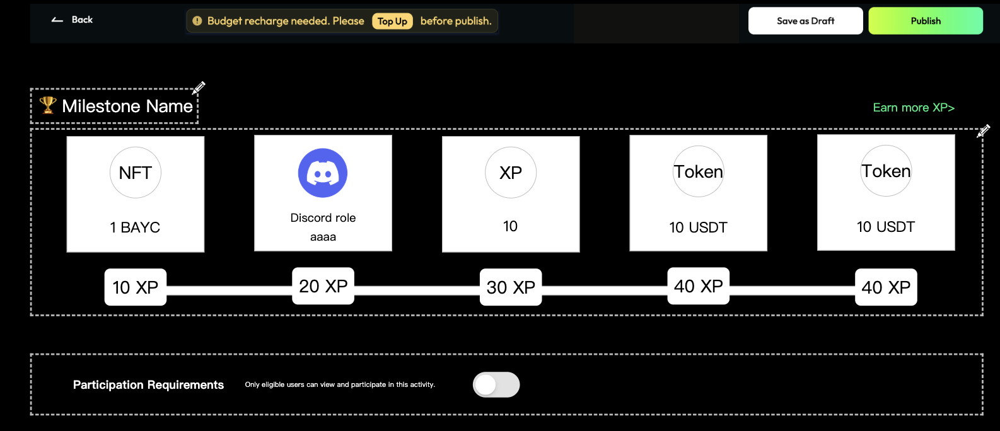 Back
Budget recharge needed. Please Top Up before publish.
Save as Draft
Publish
Milestone Name
Earn more XP>
NFT
1 BAYC
Discord role
aaaa
XP
10
Token
10 USDT
Token
10 USDT
10 XP
20 XP
30 XP
40 XP
40 XP
Participation Requirements
Only eligible users can view and participate in this activity.